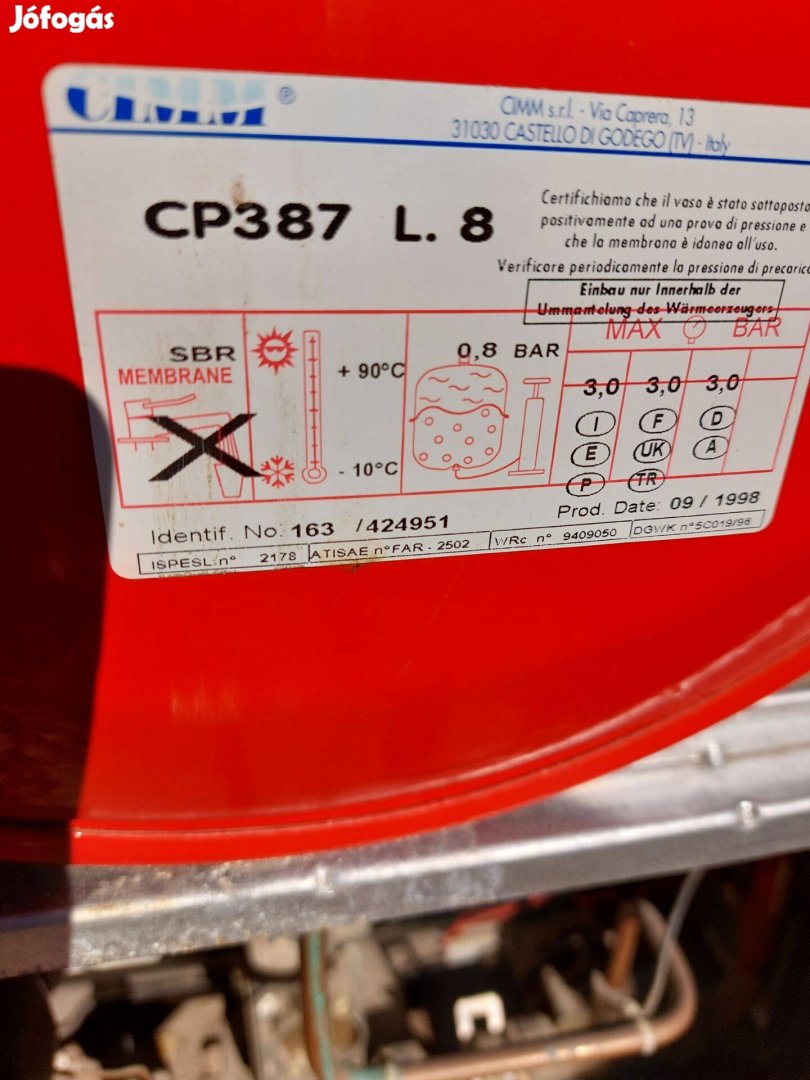 Jófogás
CIMM®
CIMM s.r.l. - Via Caprera, 13
31030 CASTELLO DI GODEGO (TV) - Italy
CP387 L. 8
Certifichiamo che il vaso è stato sottoposto
positivamente ad una prova di pressione e
che la membrana è idonea all'uso.
Verificare periodicamente la pressione di precarica
Einbau nur Innerhalb der
Ummantelung des Wärmeerzeugers
SBR
MEMBRANE
+ 90°C
- 10°C
0,8 BAR
MAX BAR
3,0 3,0 3,0
I F D
E UK A
P TR
Identif. No. 163 /424951
Prod. Date: 09 / 1998
ISPESL n° 2178 ATISAE n°FAR - 2502 WRc n° 9409050 DGWK n°5C019/96